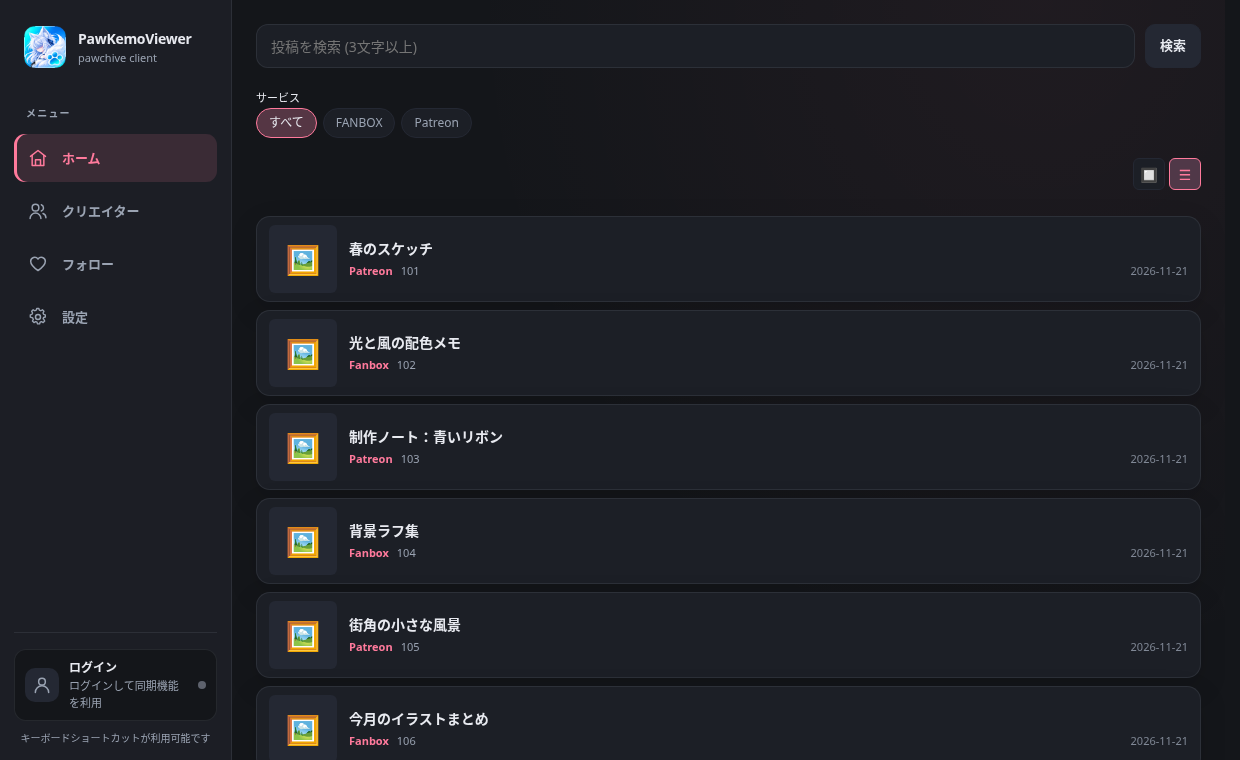 PawKemoViewer
pawchive client
メニュー
ホーム
クリエイター
フォロー
設定
ログイン
ログインして同期機能
を利用
キーボードショートカットが利用可能です
投稿を検索 (3文字以上)
検索
サービス
すべて
FANBOX
Patreon
春のスケッチ
Patreon 101
2026-11-21
光と風の配色メモ
Fanbox 102
2026-11-21
制作ノート：青いリボン
Patreon 103
2026-11-21
背景ラフ集
Fanbox 104
2026-11-21
街角の小さな風景
Patreon 105
2026-11-21
今月のイラストまとめ
Fanbox 106
2026-11-21